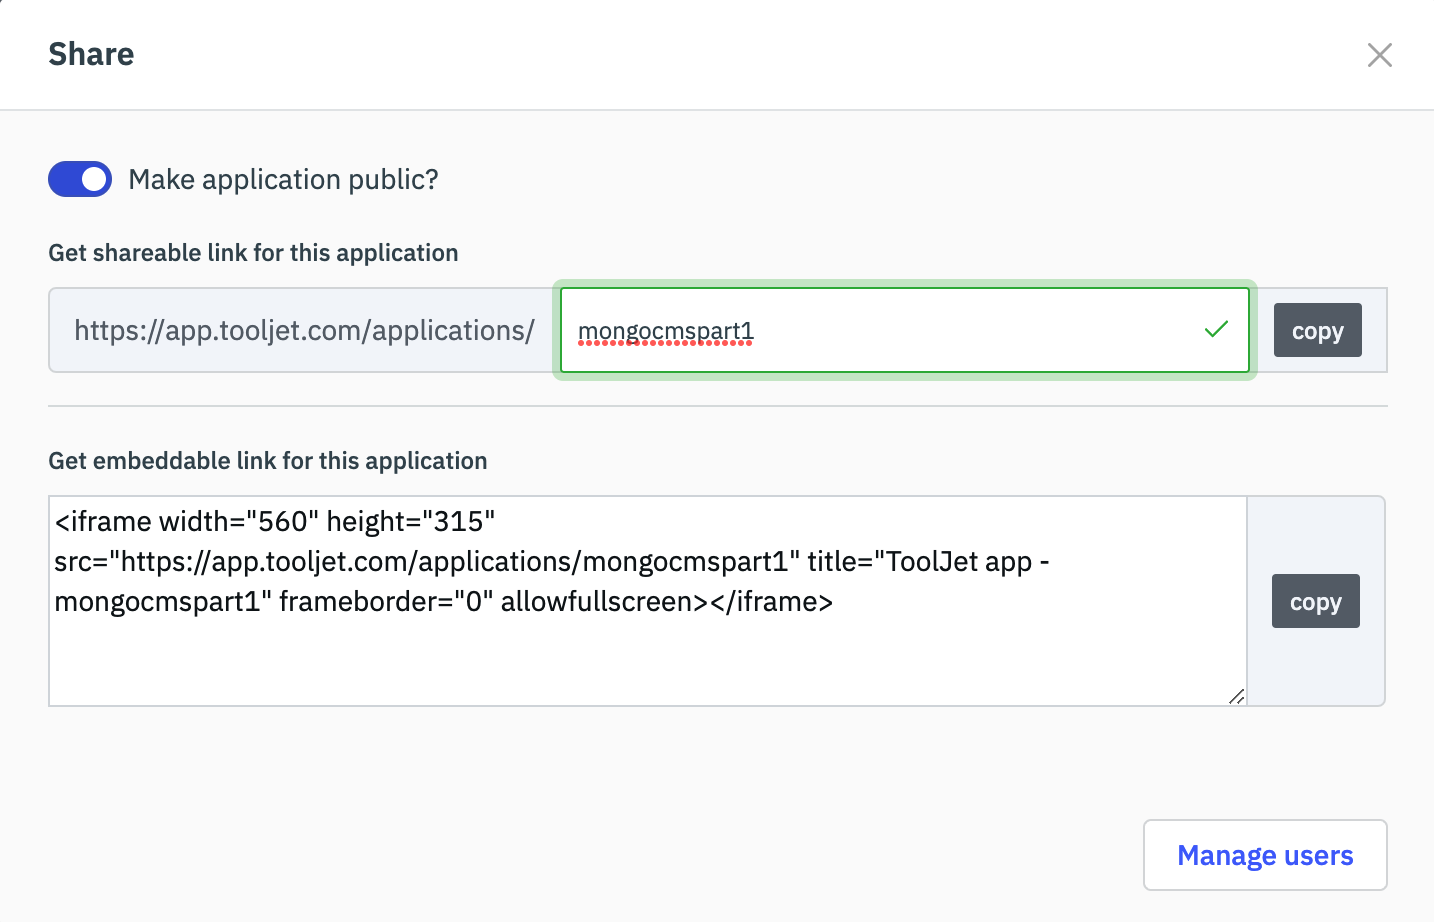 Share
Make application public?
Get shareable link for this application
https://app.tooljet.com/applications/ mongocmspart1 copy
Get embeddable link for this application
<iframe width="560" height="315"
src="https://app.tooljet.com/applications/mongocmspart1" title="ToolJet app -
mongocmspart1" frameborder="0" allowfullscreen></iframe>
copy
Manage users